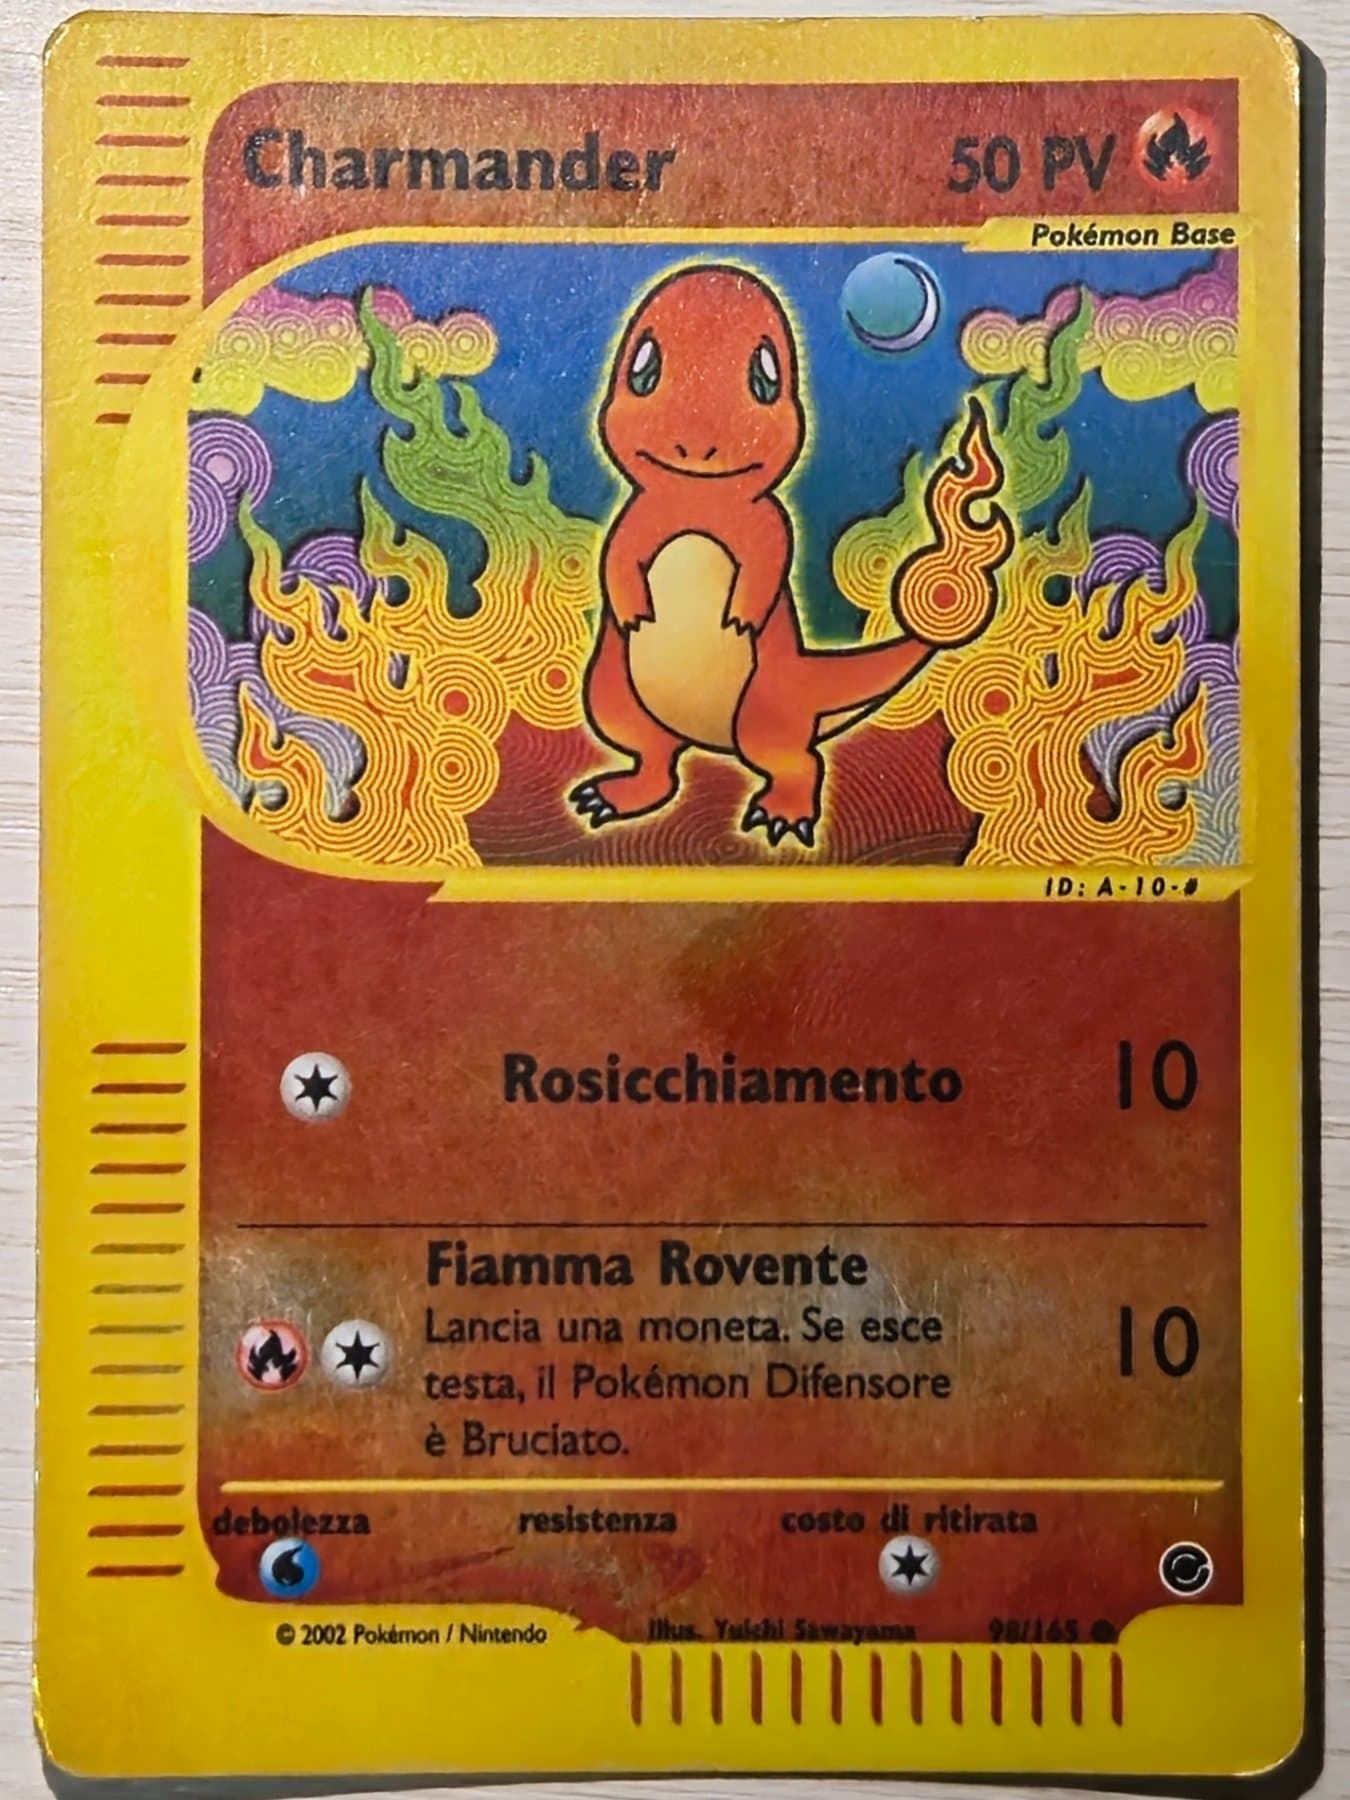 Charmander 50 PV
Pokémon Base
ID: A-10-#
Rosicchiamento 10
Fiamma Rovente
Lancia una moneta. Se esce
testa, il Pokémon Difensore
è Bruciato.
10
debolezza resistenza costo di ritirata
© 2002 Pokémon / Nintendo Illus. Yuichi Sawayama 98/165